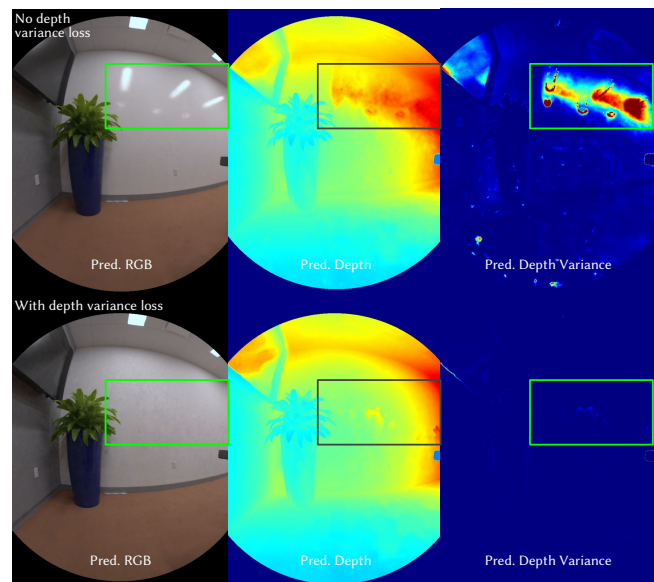 No depth
variance loss
Pred. RGB
Pred. Depth
Pred. Depth Variance
With depth variance loss
Pred. RGB
Pred. Depth
Pred. Depth Variance